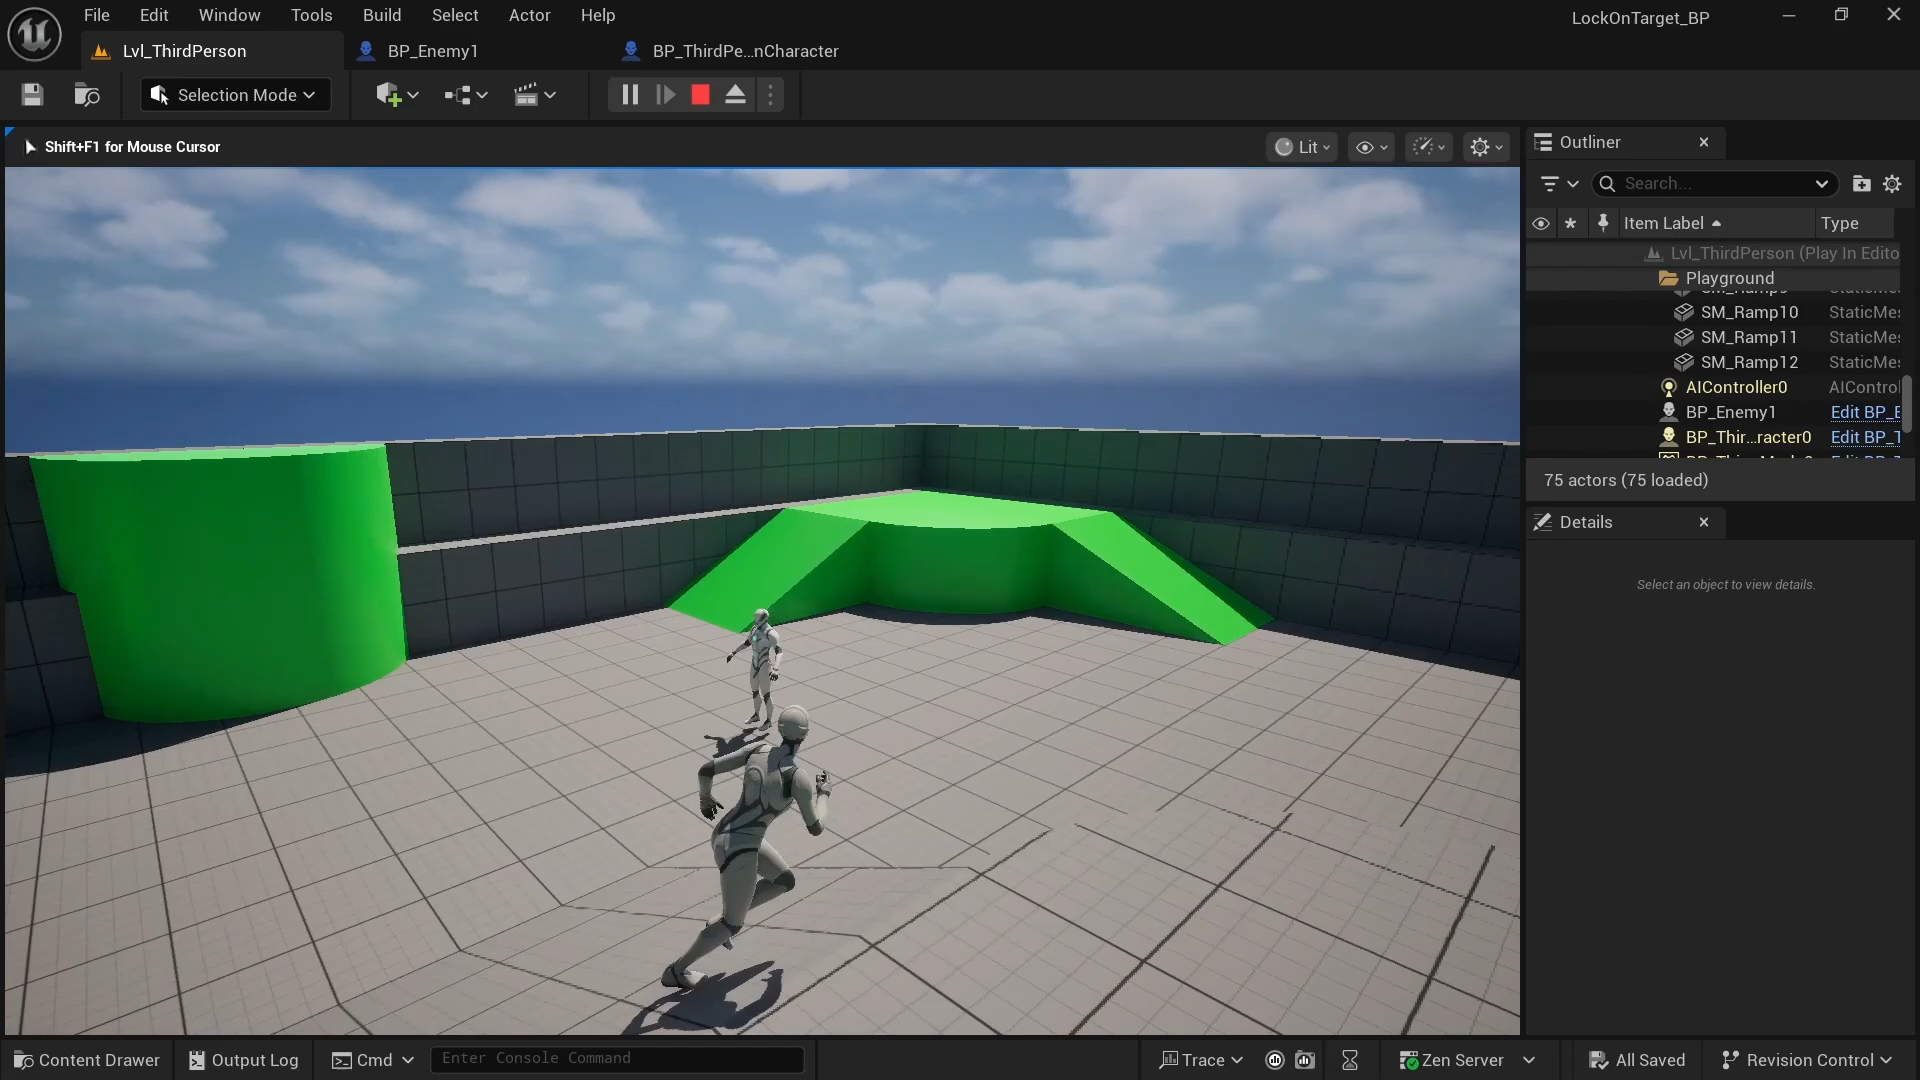 File Edit Window Tools Build Select Actor Help
LockOnTarget_BP
Lvl_ThirdPerson
BP_Enemy1
BP_ThirdPe...nCharacter
Selection Mode
Shift+F1 for Mouse Cursor
Lit
Outliner
Search...
Item Label
Type
Lvl_ThirdPerson (Play In Edito
Playground
SM_Ramp10 StaticMes
SM_Ramp11 StaticMes
SM_Ramp12 StaticMes
AIController0 AIControl
BP_Enemy1 Edit BP_E
BP_Thir...racter0 Edit BP_T
75 actors (75 loaded)
Details
Select an object to view details.
Content Drawer
Output Log
Cmd
Enter Console Command
Trace
Zen Server
All Saved
Revision Control